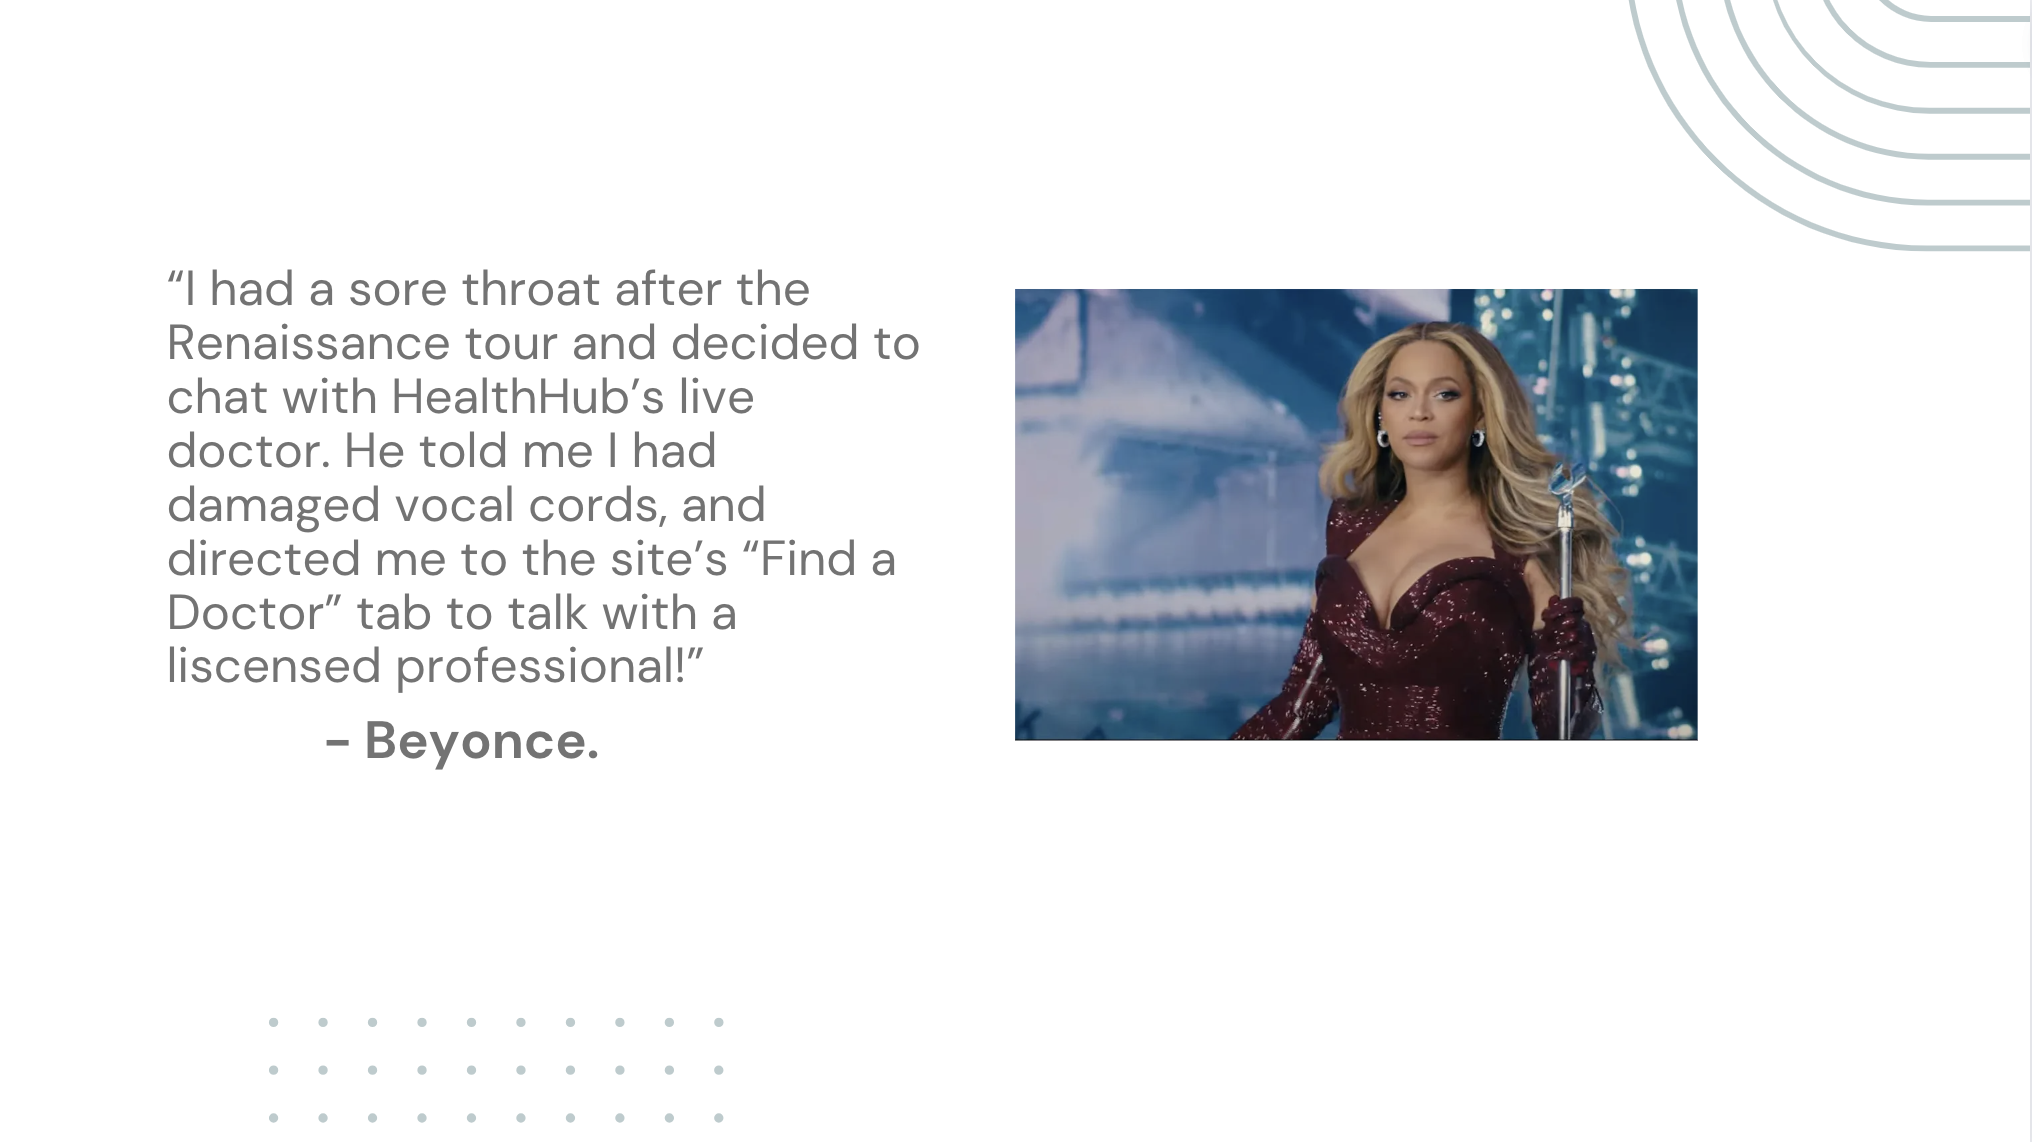 “I had a sore throat after the
Renaissance tour and decided to
chat with HealthHub’s live
doctor. He told me I had
damaged vocal cords, and
directed me to the site’s “Find a
Doctor” tab to talk with a
liscensed professional!”
– Beyonce.